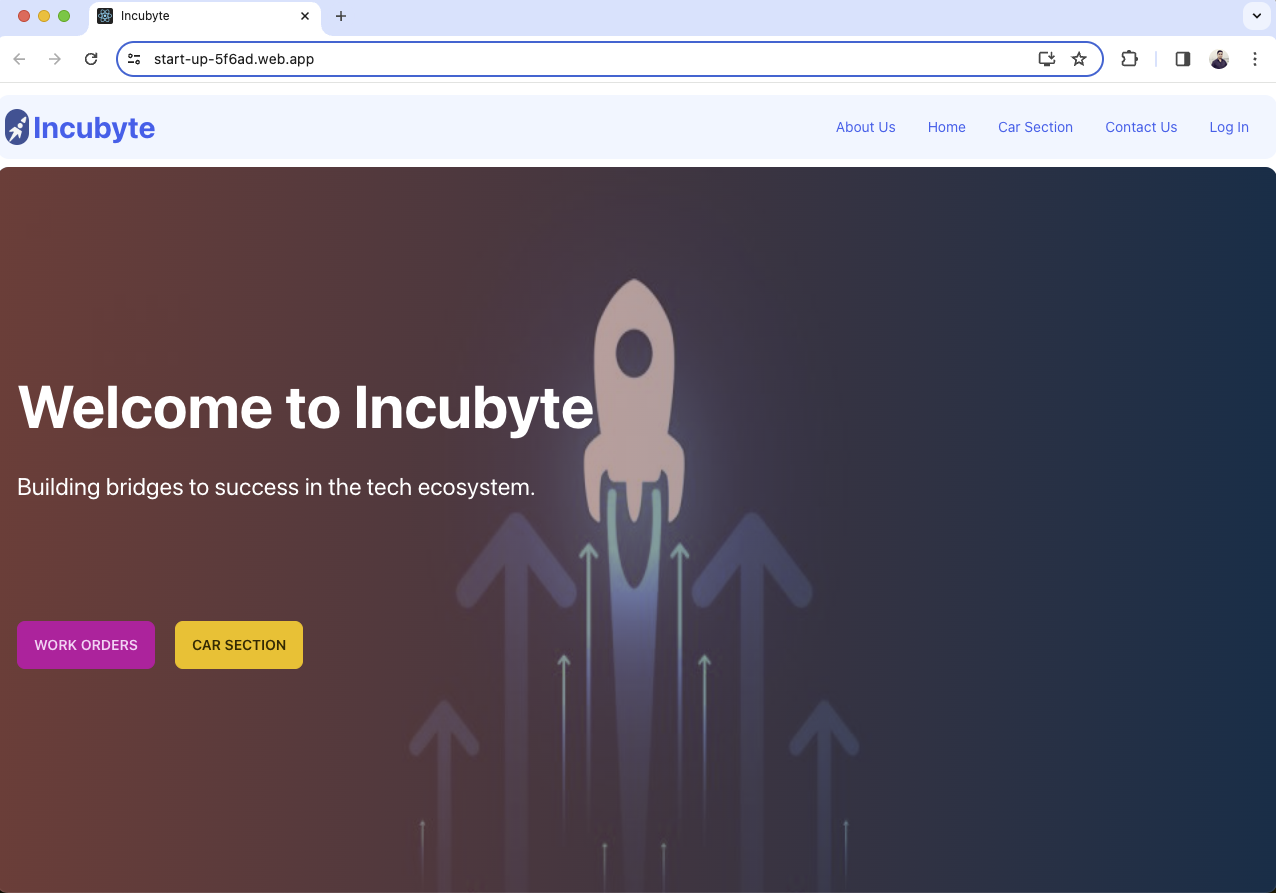 Incubyte
start-up-5f6ad.web.app
Incubyte
About Us Home Car Section Contact Us Log In
Welcome to Incubyte
Building bridges to success in the tech ecosystem.
WORK ORDERS CAR SECTION